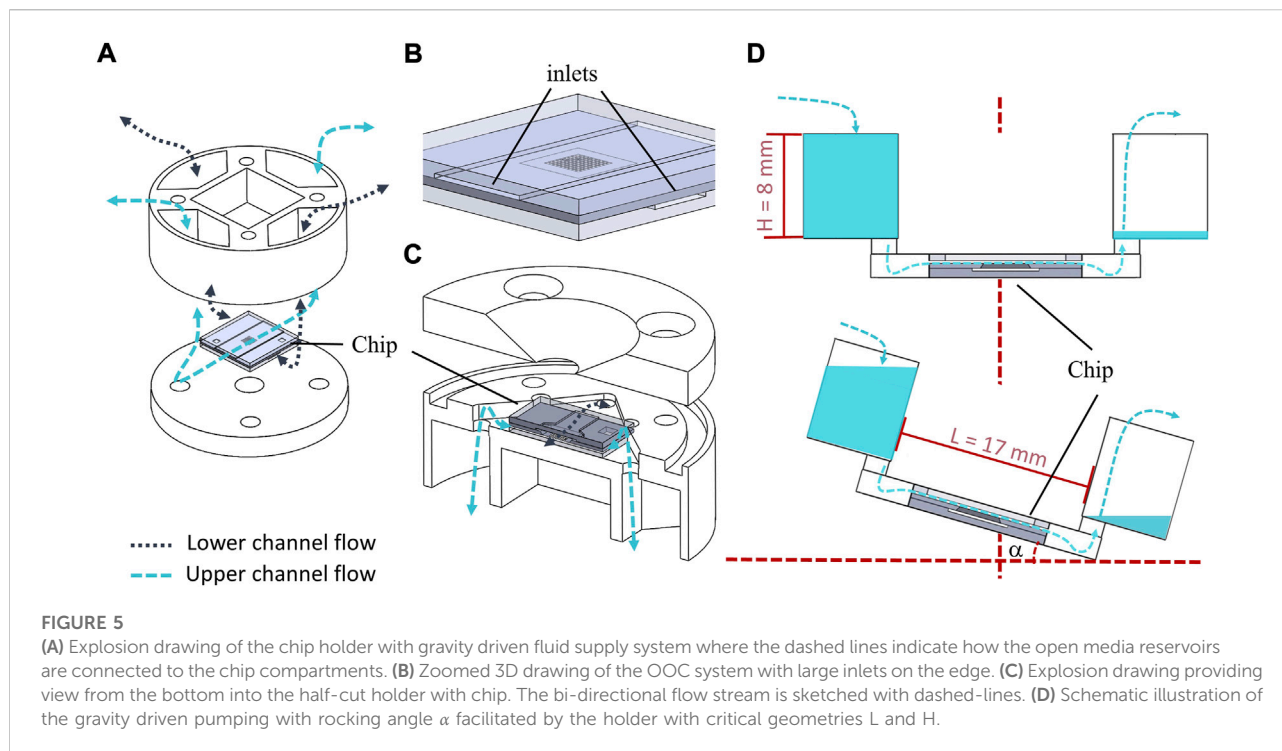 A
B
inlets
D
H = 8 mm
C
Chip
L = 17 mm
Chip
α
Lower channel flow
Upper channel flow
FIGURE 5
(A) Explosion drawing of the chip holder with gravity driven fluid supply system where the dashed lines indicate how the open media reservoirs
are connected to the chip compartments. (B) Zoomed 3D drawing of the OOC system with large inlets on the edge. (C) Explosion drawing providing
view from the bottom into the half-cut holder with chip. The bi-directional flow stream is sketched with dashed-lines. (D) Schematic illustration of
the gravity driven pumping with rocking angle α facilitated by the holder with critical geometries L and H.